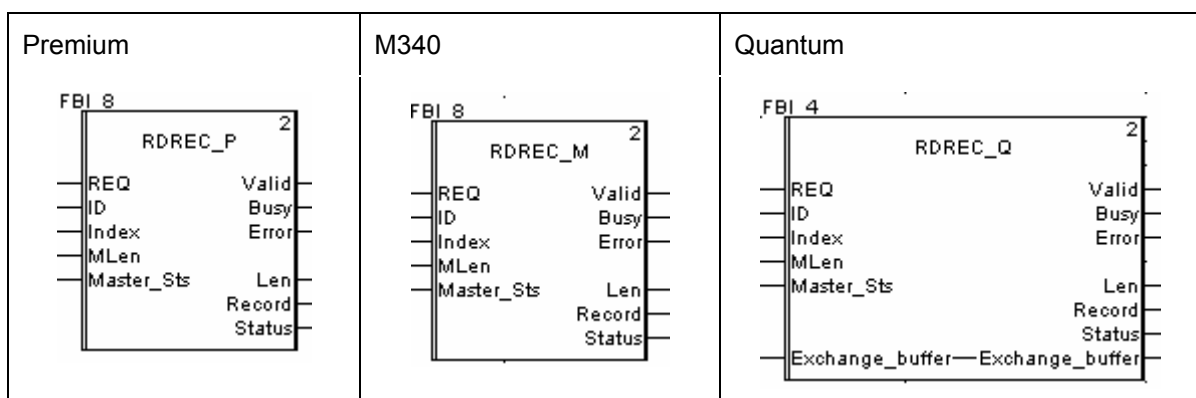 Premium
M340
Quantum
FBI_8
2
RDREC_P
REQ Valid
ID Busy
Index Error
MLen
Master_Sts Len
Record
Status
FBI_8
2
RDREC_M
REQ Valid
ID Busy
Index Error
MLen
Master_Sts Len
Record
Status
FBI_4
2
RDREC_Q
REQ Valid
ID Busy
Index Error
MLen
Master_Sts Len
Record
Status
Exchange_buffer Exchange_buffer